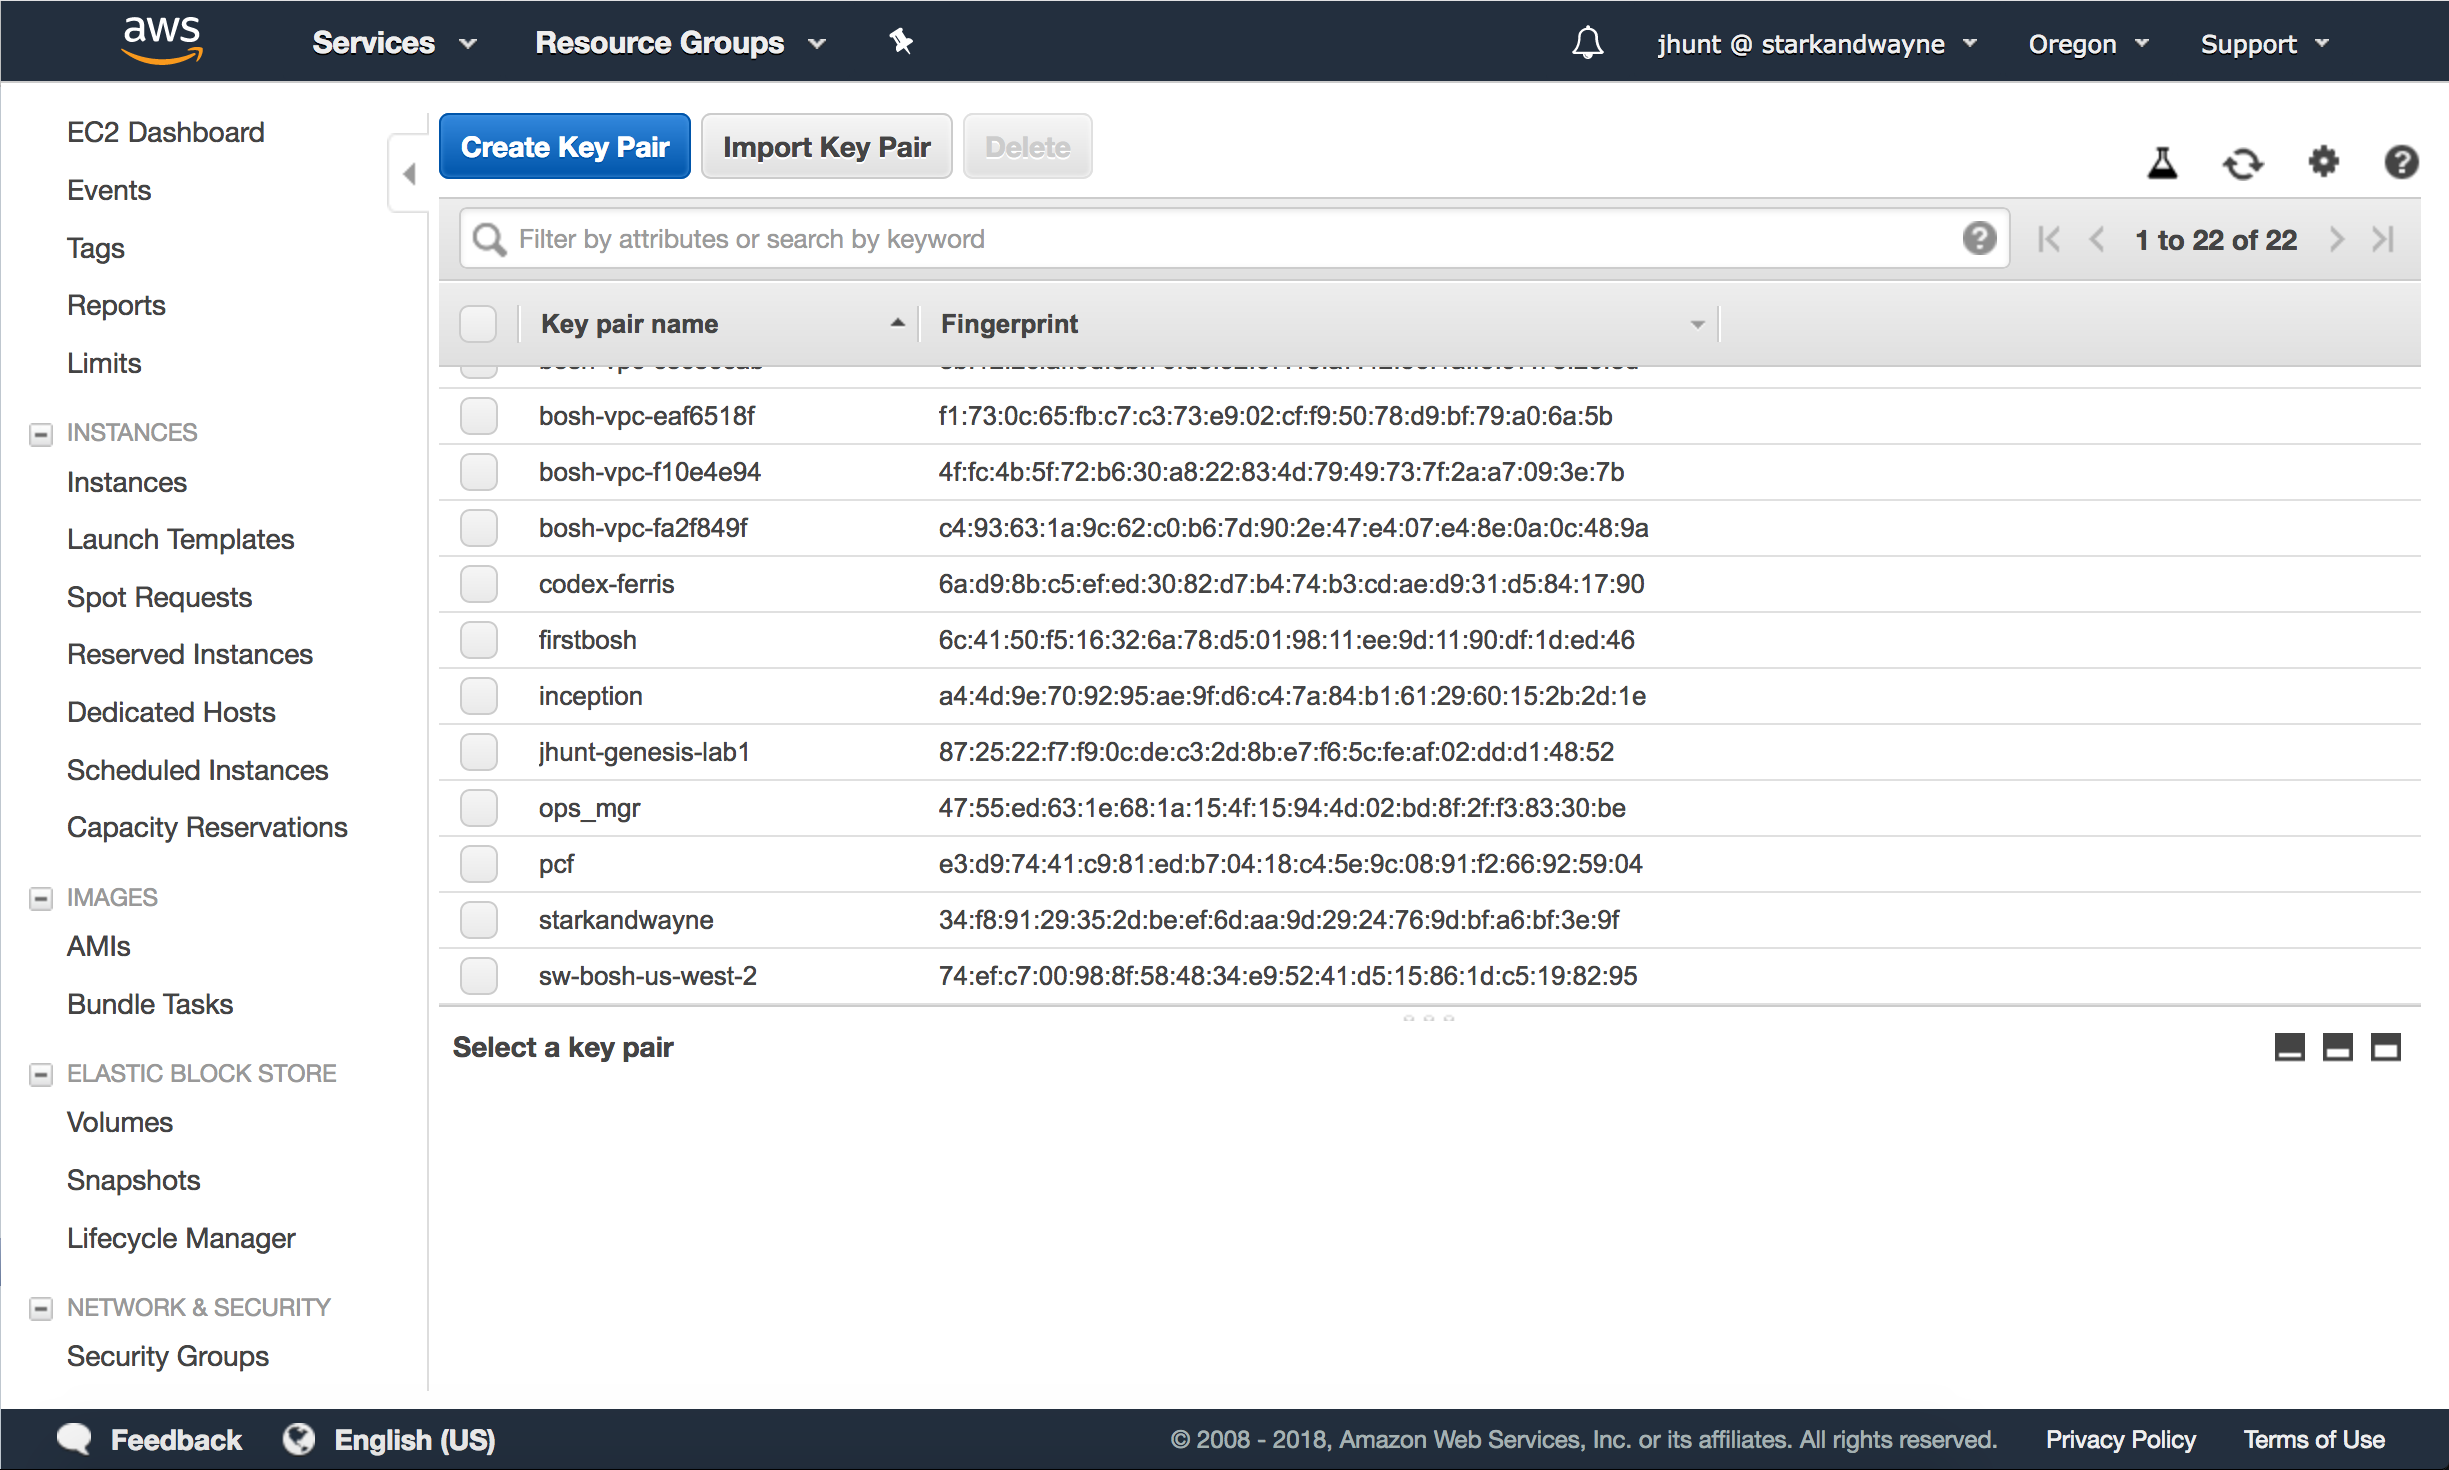 aws Services Resource Groups jhunt @ starkandwayne Oregon Support
EC2 Dashboard
Events
Tags
Reports
Limits
INSTANCES
Instances
Launch Templates
Spot Requests
Reserved Instances
Dedicated Hosts
Scheduled Instances
Capacity Reservations
IMAGES
AMIs
Bundle Tasks
ELASTIC BLOCK STORE
Volumes
Snapshots
Lifecycle Manager
NETWORK & SECURITY
Security Groups
Create Key Pair Import Key Pair Delete
Filter by attributes or search by keyword 1 to 22 of 22
Key pair name Fingerprint
bosh-vpc-eaf6518f f1:73:0c:65:fb:c7:c3:73:e9:02:cf:f9:50:78:d9:bf:79:a0:6a:5b
bosh-vpc-f10e4e94 4f:fc:4b:5f:72:b6:30:a8:22:83:4d:79:49:73:7f:2a:a7:09:3e:7b
bosh-vpc-fa2f849f c4:93:63:1a:9c:62:c0:b6:7d:90:2e:47:e4:07:e4:8e:0a:0c:48:9a
codex-ferris 6a:d9:8b:c5:ef:ed:30:82:d7:b4:74:b3:cd:ae:d9:31:d5:84:17:90
firstbosh 6c:41:50:f5:16:32:6a:78:d5:01:98:11:ee:9d:11:90:df:1d:ed:46
inception a4:4d:9e:70:92:95:ae:9f:d6:c4:7a:84:b1:61:29:60:15:2b:2d:1e
jhunt-genesis-lab1 87:25:22:f7:f9:0c:de:c3:2d:8b:e7:f6:5c:fe:af:02:dd:d1:48:52
ops_mgr 47:55:ed:63:1e:68:1a:15:4f:15:94:4d:02:bd:8f:2f:f3:83:30:be
pcf e3:d9:74:41:c9:81:ed:b7:04:18:c4:5e:9c:08:91:f2:66:92:59:04
starkandwayne 34:f8:91:29:35:2d:be:ef:6d:aa:9d:29:24:76:9d:bf:a6:bf:3e:9f
sw-bosh-us-west-2 74:ef:c7:00:98:8f:58:48:34:e9:52:41:d5:15:86:1d:c5:19:82:95
Select a key pair
Feedback English (US) © 2008 - 2018, Amazon Web Services, Inc. or its affiliates. All rights reserved. Privacy Policy Terms of Use